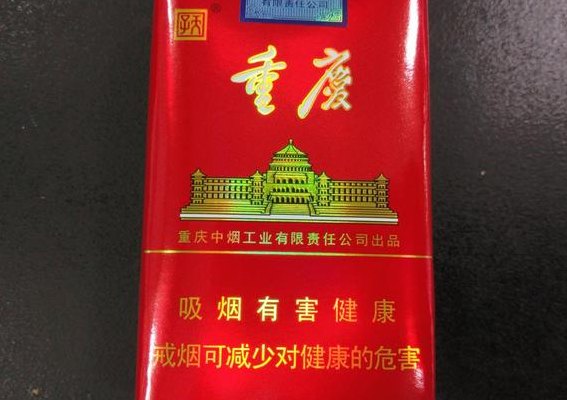 有限责任公司
天子
®
重慶
重庆中烟工业有限责任公司出品
吸烟有害健康
戒烟可减少对健康的危害